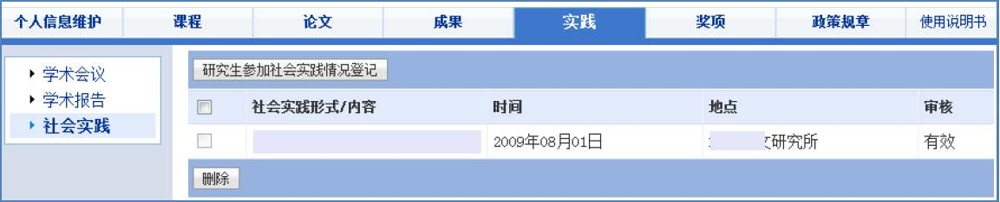 个人信息维护 课程 论文 成果 实践 奖项 政策规章 使用说明书
学术会议
学术报告
社会实践
研究生参加社会实践情况登记
社会实践形式/内容 时间 地点 审核
2009年08月01日 文研究所 有效
删除